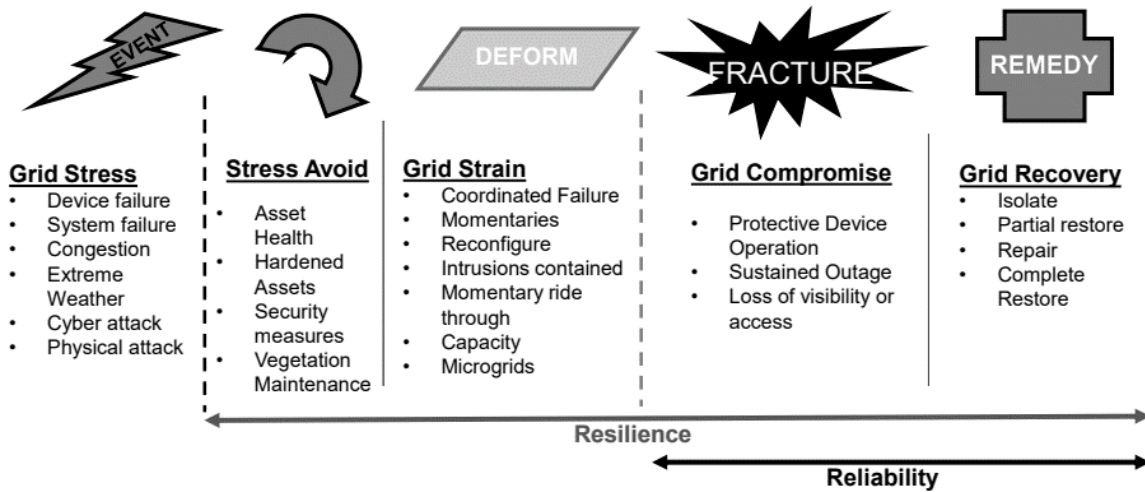 EVENT
DEFORM
FRACTURE
REMEDY
Grid Stress
• Device failure
• System failure
• Congestion
• Extreme
Weather
• Cyber attack
• Physical attack
Stress Avoid
• Asset
Health
• Hardened
Assets
• Security
measures
• Vegetation
Maintenance
Grid Strain
• Coordinated Failure
• Momentaries
• Reconfigure
• Intrusions contained
• Momentary ride
through
• Capacity
• Microgrids
Grid Compromise
• Protective Device
Operation
• Sustained Outage
• Loss of visibility or
access
Grid Recovery
• Isolate
• Partial restore
• Repair
• Complete
Restore
Resilience
Reliability